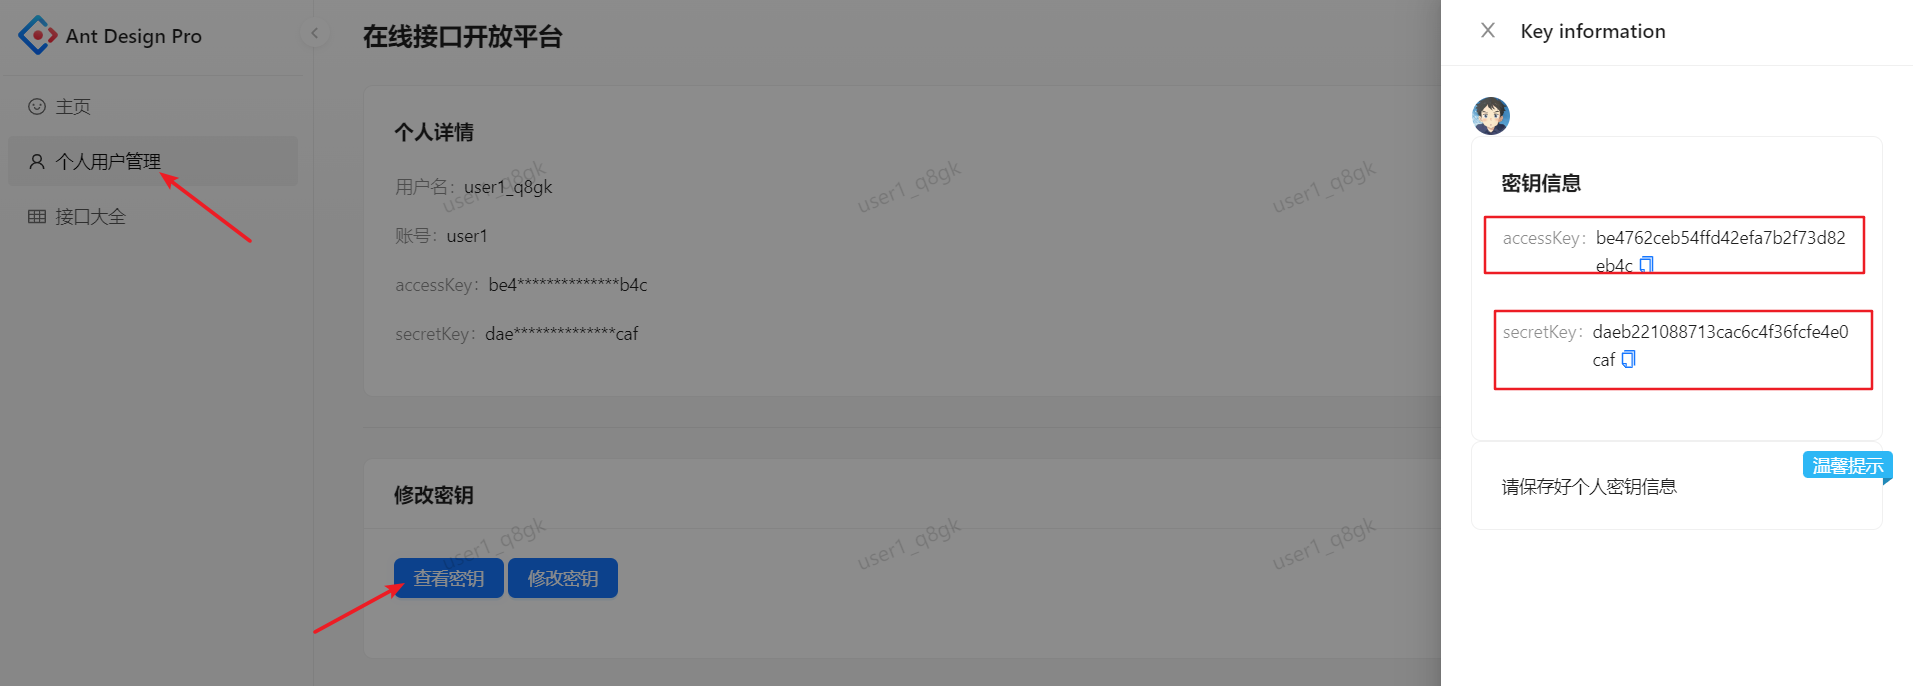 Ant Design Pro
主页
个人用户管理
接口大全
在线接口开放平台
个人详情
用户名：user1_q8gk
账号：user1
accessKey：be4**************b4c
secretKey：dae**************caf
修改密钥
查看密钥 修改密钥
user1_q8gk
user1_q8gk
user1_q8gk
user1_q8gk
user1_q8gk
user1_q8gk
Key information
密钥信息
accessKey：be4762ceb54ffd42efa7b2f73d82
eb4c
secretKey：daeb221088713cac6c4f36fcfe4e0
caf
温馨提示
请保存好个人密钥信息